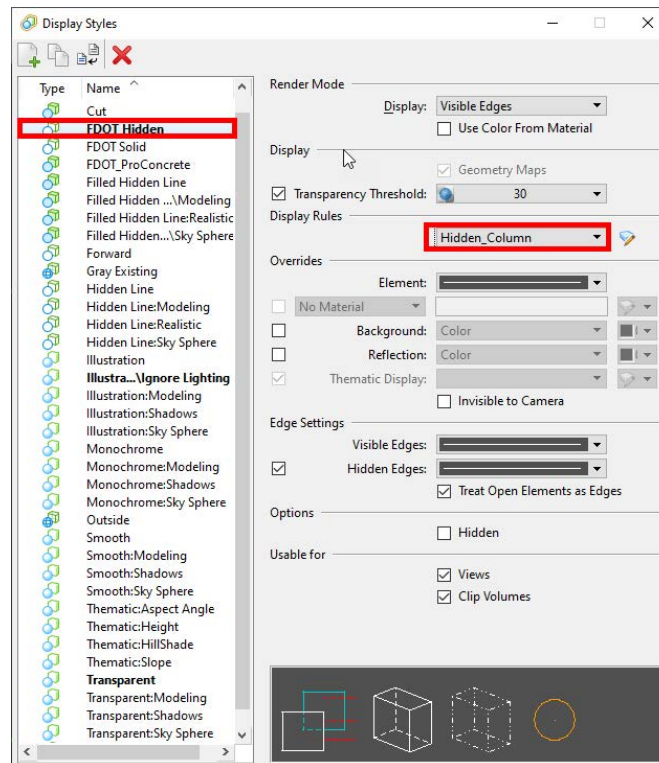 Display Styles
Type Name
Cut
FDOT Hidden
FDOT Solid
FDOT_ProConcrete
Filled Hidden Line
Filled Hidden ...\Modeling
Filled Hidden Line:Realistic
Filled Hidden...\Sky Sphere
Forward
Gray Existing
Hidden Line
Hidden Line:Modeling
Hidden Line:Realistic
Hidden Line:Sky Sphere
Illustration
Illustra...\Ignore Lighting
Illustration:Modeling
Illustration:Shadows
Illustration:Sky Sphere
Monochrome
Monochrome:Modeling
Monochrome:Shadows
Monochrome:Sky Sphere
Outside
Smooth
Smooth:Modeling
Smooth:Shadows
Smooth:Sky Sphere
Thematic:Aspect Angle
Thematic:Height
Thematic:HillShade
Thematic:Slope
Transparent
Transparent:Modeling
Transparent:Shadows
Transparent:Sky Sphere
Render Mode
Display: Visible Edges
Use Color From Material
Display
Geometry Maps
Transparency Threshold: 30
Display Rules
Hidden_Column
Overrides
Element:
No Material
Background: Color
Reflection: Color
Thematic Display:
Invisible to Camera
Edge Settings
Visible Edges:
Hidden Edges:
Treat Open Elements as Edges
Options
Hidden
Usable for
Views
Clip Volumes